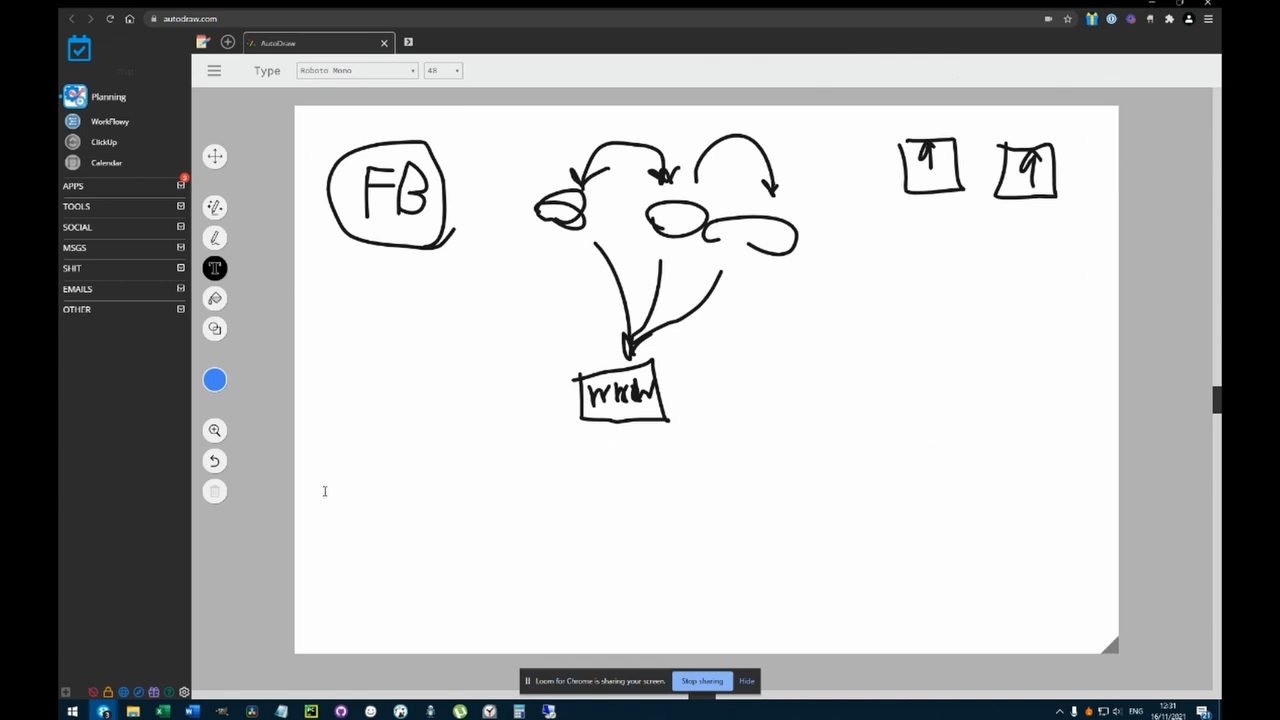 autodraw.com
AutoDraw
Type
Roboto Mono
48
Planning
WorkFlowy
ClickUp
Calendar
3
APPS
TOOLS
SOCIAL
MSGS
SHIT
EMAILS
OTHER
FB
www
Loom for Chrome is sharing your screen.
Stop sharing
Hide
ENG
12:31
16/11/2021